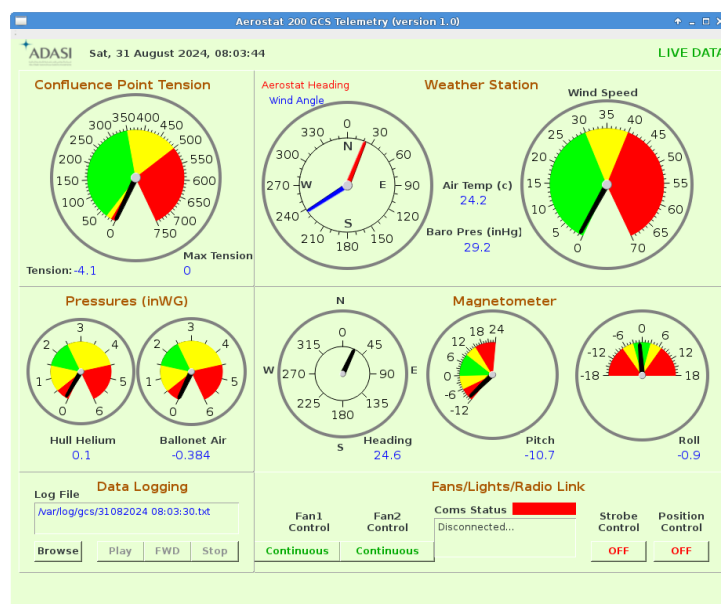 Aerostat 200 GCS Telemetry (version 1.0)
ADASI
Sat, 31 August 2024, 08:03:44
LIVE DATA
Confluence Point Tension
0 50 100 150 200 250 300 350 400 450 500 550 600 650 700 750
Tension: -4.1
Max Tension
0
Weather Station
Aerostat Heading
Wind Angle
0 30 60 90 120 150 180 210 240 270 300 330
N
W E
S
Air Temp (c)
24.2
Baro Pres (inHg)
29.2
Wind Speed
0 5 10 15 20 25 30 35 40 45 50 55 60 65 70
Pressures (inWG)
0 1 2 3 4 5 6
Hull Helium
0.1
0 1 2 3 4 5 6
Ballonet Air
-0.384
Magnetometer
N
W E
S
0 45 90 135 180 225 270 315
Heading
24.6
-12 -6 0 6 12 18 24
Pitch
-10.7
-18 -12 -6 0 6 12 18
Roll
-0.9
Data Logging
Log File
/var/log/gcs/31082024 08:03:30.txt
Browse Play FWD Stop
Fans/Lights/Radio Link
Fan1
Control
Continuous
Fan2
Control
Continuous
Coms Status
Disconnected...
Strobe
Control
OFF
Position
Control
OFF